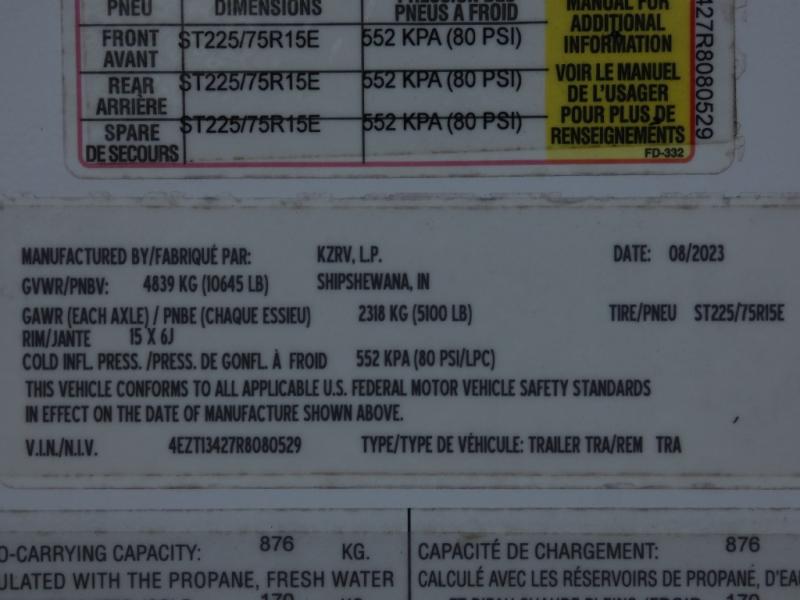 PNEU DIMENSIONS PNEUS A FROID
FRONT AVANT ST225/75R15E 552 KPA (80 PSI)
REAR ARRIÈRE ST225/75R15E 552 KPA (80 PSI)
SPARE DE SECOURS ST225/75R15E 552 KPA (80 PSI)
MANUAL FOR
ADDITIONAL
INFORMATION
VOIR LE MANUEL
DE L'USAGER
POUR PLUS DE
RENSEIGNEMENTS
FD-332
427R8080529
MANUFACTURED BY/FABRIQUÉ PAR: KZRV, L.P. DATE: 08/2023
GVWR/PNBV: 4839 KG (10645 LB) SHIPSHEWANA, IN
GAWR (EACH AXLE) / PNBE (CHAQUE ESSIEU) 2318 KG (5100 LB) TIRE/PNEU ST225/75R15E
RIM/JANTE 15 X 6J
COLD INFL. PRESS. /PRESS. DE GONFL. À FROID 552 KPA (80 PSI/LPC)
THIS VEHICLE CONFORMS TO ALL APPLICABLE U.S. FEDERAL MOTOR VEHICLE SAFETY STANDARDS
IN EFFECT ON THE DATE OF MANUFACTURE SHOWN ABOVE.
V.I.N./N.I.V. 4EZT13427R8080529 TYPE/TYPE DE VÉHICULE: TRAILER TRA/REM TRA
O-CARRYING CAPACITY: 876 KG.
ULATED WITH THE PROPANE, FRESH WATER
CAPACITÉ DE CHARGEMENT: 876
CALCULÉ AVEC LES RÉSERVOIRS DE PROPANE, D'EA